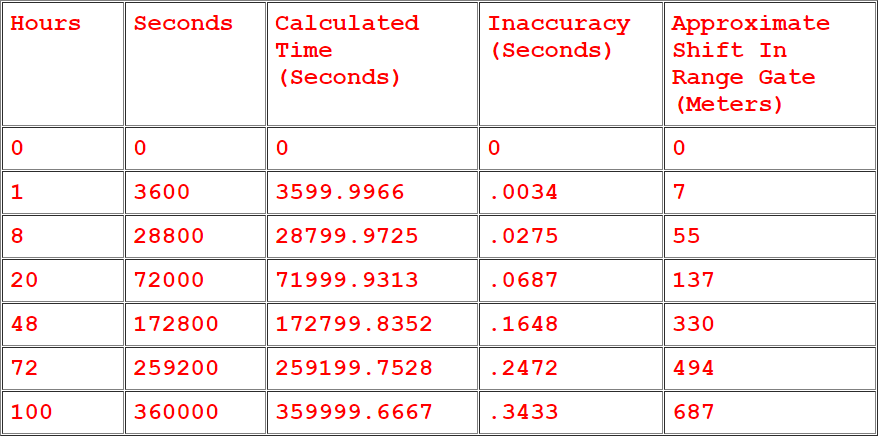 Hours Seconds Calculated Time (Seconds) Inaccuracy (Seconds) Approximate Shift In Range Gate (Meters)
0 0 0 0 0
1 3600 3599.9966 .0034 7
8 28800 28799.9725 .0275 55
20 72000 71999.9313 .0687 137
48 172800 172799.8352 .1648 330
72 259200 259199.7528 .2472 494
100 360000 359999.6667 .3433 687